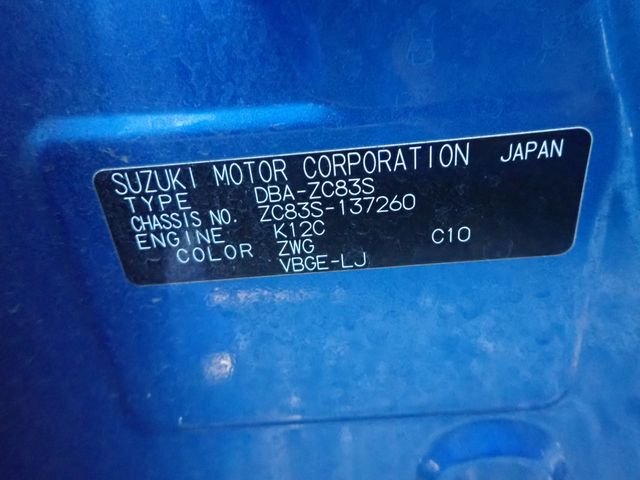 SUZUKI MOTOR CORPORATION JAPAN
TYPE DBA-ZC83S
CHASSIS NO. ZC83S-137260
ENGINE K12C
COLOR ZWG C10
VBGE-LJ